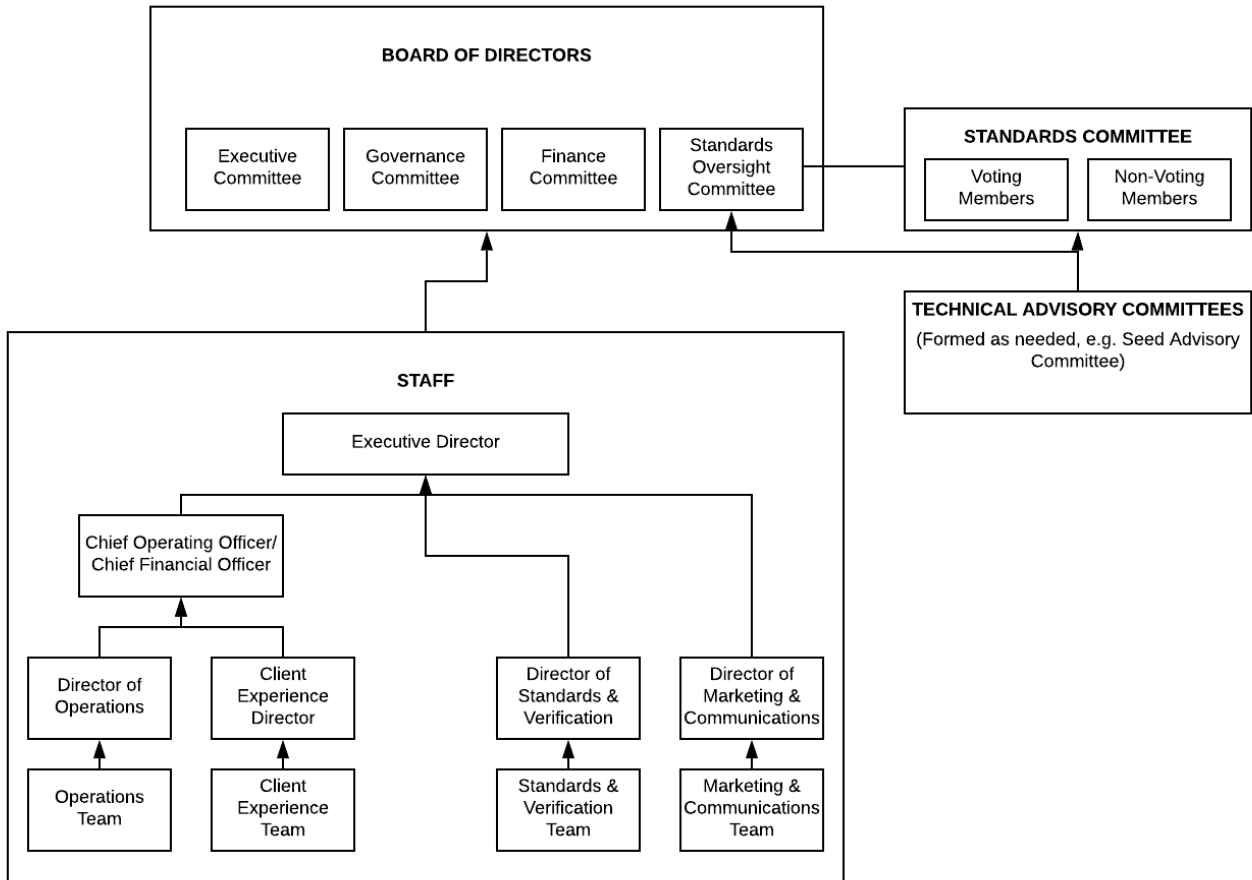 BOARD OF DIRECTORS
Executive
Committee
Governance
Committee
Finance
Committee
Standards
Oversight
Committee
STANDARDS COMMITTEE
Voting
Members
Non-Voting
Members
TECHNICAL ADVISORY COMMITTEES
(Formed as needed, e.g. Seed Advisory
Committee)
STAFF
Executive Director
Chief Operating Officer/
Chief Financial Officer
Director of
Operations
Client
Experience
Director
Director of
Standards &
Verification
Director of
Marketing &
Communications
Operations
Team
Client
Experience
Team
Standards &
Verification
Team
Marketing &
Communications
Team